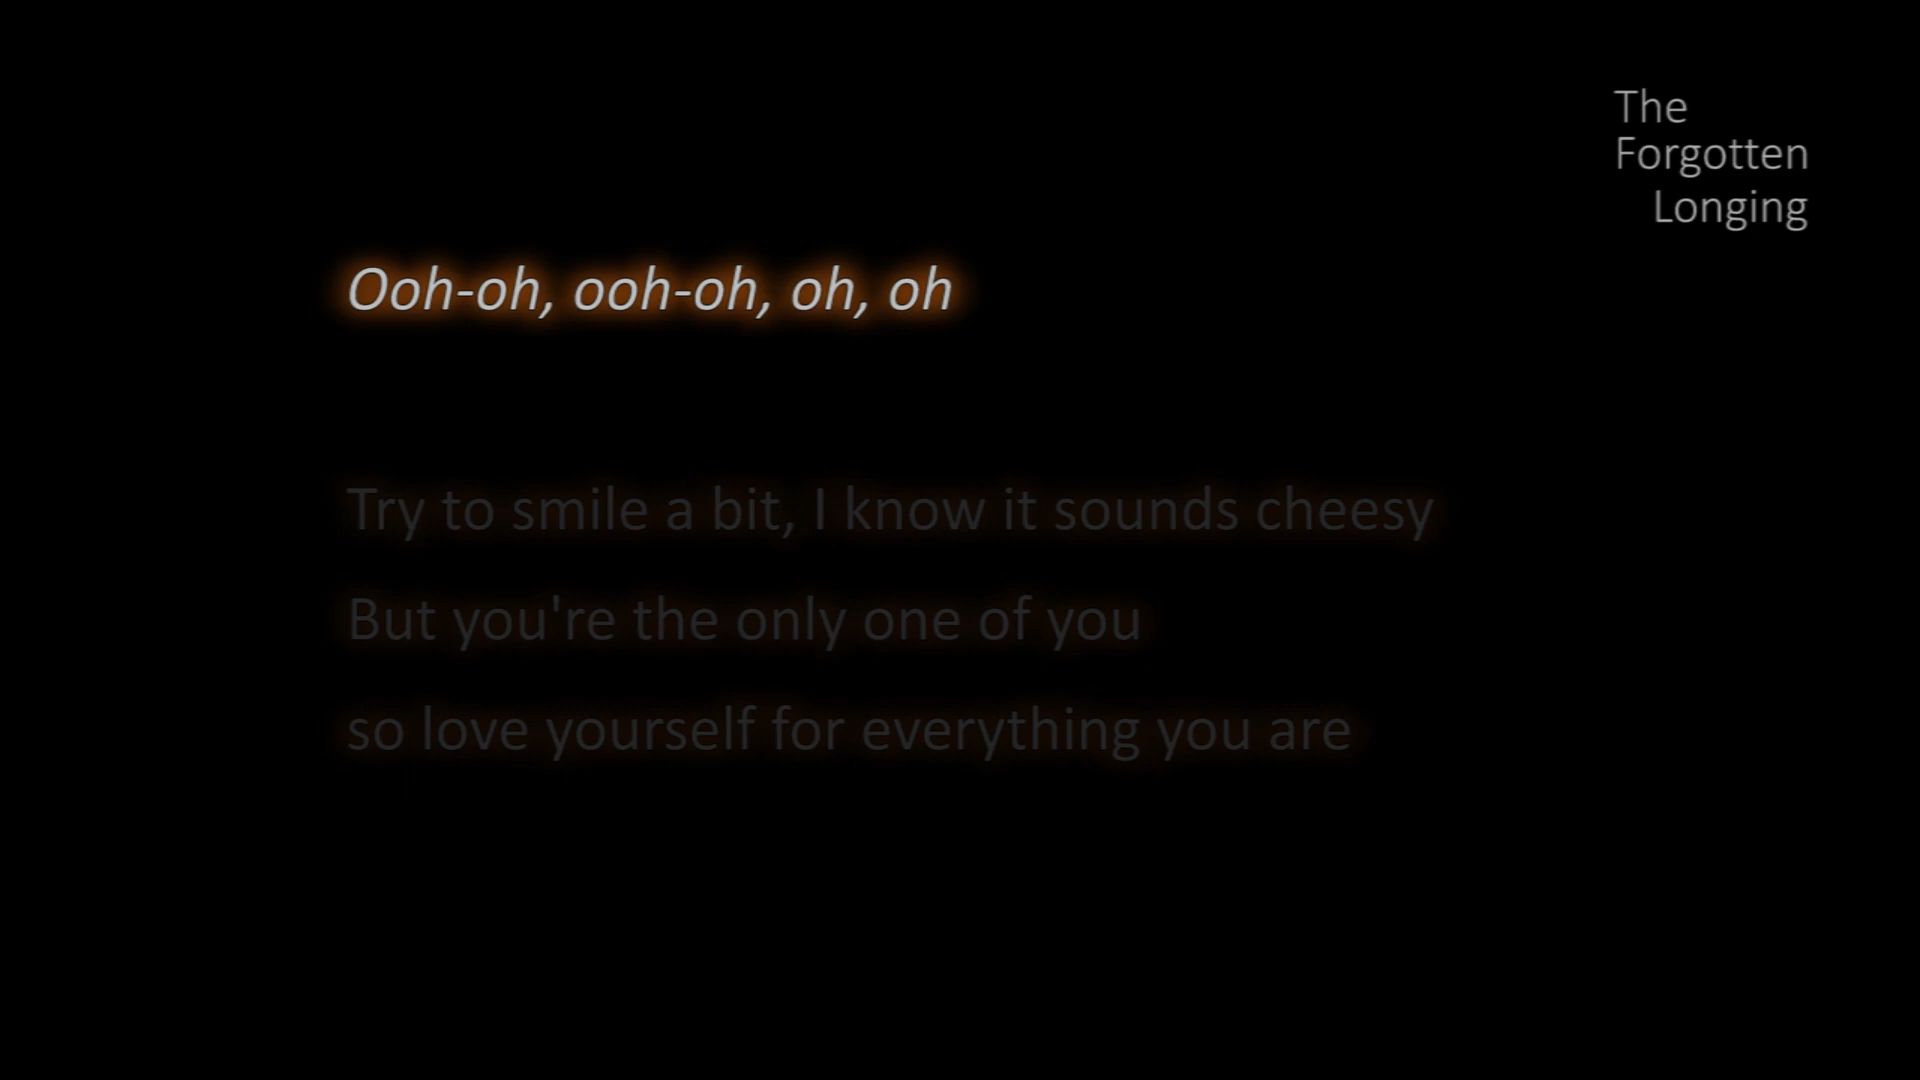 The
Forgotten
Longing
Ooh-oh, ooh-oh, oh, oh
Try to smile a bit, I know it sounds cheesy
But you're the only one of you
so love yourself for everything you are